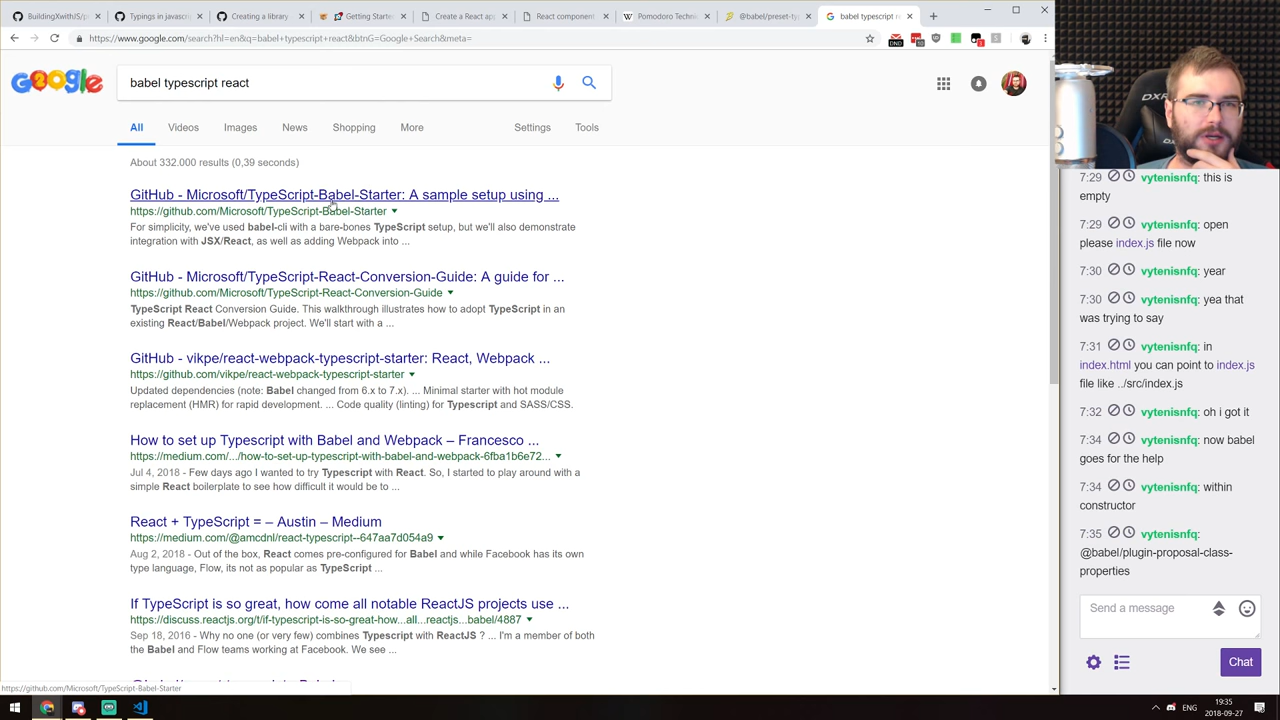 BuildingXwithJS/p
Typings in javascr
Creating a library
Getting Starte
Create a React ap
React component
Pomodoro Techni
@babel/preset-ty
babel typescript r
https://www.google.com/search?hl=en&q=babel+typescript+react&btnG=Google+Search&meta=
DND
Google
babel typescript react
All
Videos
Images
News
Shopping
More
Settings
Tools
About 332.000 results (0,39 seconds)
GitHub - Microsoft/TypeScript-Babel-Starter: A sample setup using ...
https://github.com/Microsoft/TypeScript-Babel-Starter
For simplicity, we've used babel-cli with a bare-bones TypeScript setup, but we'll also demonstrate
integration with JSX/React, as well as adding Webpack into ...
GitHub - Microsoft/TypeScript-React-Conversion-Guide: A guide for ...
https://github.com/Microsoft/TypeScript-React-Conversion-Guide
TypeScript React Conversion Guide. This walkthrough illustrates how to adopt TypeScript in an
existing React/Babel/Webpack project. We'll start with a ...
GitHub - vikpe/react-webpack-typescript-starter: React, Webpack ...
https://github.com/vikpe/react-webpack-typescript-starter
Updated dependencies (note: Babel changed from 6.x to 7.x). ... Minimal starter with hot module
replacement (HMR) for rapid development. ... Code quality (linting) for Typescript and SASS/CSS.
How to set up Typescript with Babel and Webpack – Francesco ...
https://medium.com/.../how-to-set-up-typescript-with-babel-and-webpack-6fba1b6e72...
Jul 4, 2018 - Few days ago I wanted to try Typescript with React. So, I started to play around with a
simple React boilerplate to see how difficult it would be to ...
React + TypeScript = – Austin – Medium
https://medium.com/@amcdnl/react-typescript--647aa7d054a9
Aug 2, 2018 - Out of the box, React comes pre-configured for Babel and while Facebook has its own
type language, Flow, its not as popular as TypeScript ...
If TypeScript is so great, how come all notable ReactJS projects use ...
https://discuss.reactjs.org/t/if-typescript-is-so-great-how...all...reactjs...babel/4887
Sep 18, 2016 - Why no one (or very few) combines Typescript with ReactJS ? ... I'm a member of both
the Babel and Flow teams working at Facebook. We see ...
https://github.com/Microsoft/TypeScript-Babel-Starter
DXR
7:29 vytenisnfq: this is
empty
7:29 vytenisnfq: open
please index.js file now
7:30 vytenisnfq: year
7:30 vytenisnfq: yea that
was trying to say
7:31 vytenisnfq: in
index.html you can point to index.js
file like ../src/index.js
7:32 vytenisnfq: oh i got it
7:34 vytenisnfq: now babel
goes for the help
7:34 vytenisnfq: within
constructor
7:35 vytenisnfq:
@babel/plugin-proposal-class-
properties
Send a message
Chat
ENG
19:35
2018-09-27